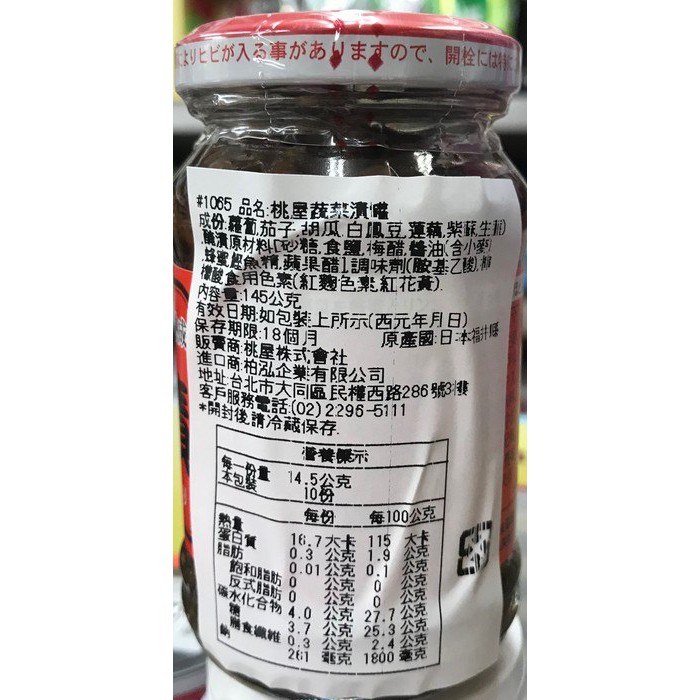 によりヒビが入る事がありますので、開栓には特に
#1065 品名:桃屋蔬菜漬罐
成份:蘿蔔,茄子,胡瓜,白鳳豆,蓮藕,紫蘇,生薑
醃漬原材料[砂糖,食鹽,梅醋,醬油(含小麥)
,蜂蜜,鰹魚精,蘋果醋],調味劑(胺基乙酸),檸
檬酸,食用色素(紅麴色素,紅花黃).
內容量:145公克
有效日期:如包裝上所示(西元年月日)
保存期限:18個月 原產國:日本福井縣
販賣商:桃屋株式會社
進口商:柏泓企業有限公司
地址:台北市大同區民權西路286號3樓
客戶服務電話:(02)2296-5111
*開封後,請冷藏保存.
營養標示
每一份量 14.5公克
本包裝 10份
每份 每100公克
熱量 16.7 大卡 115 大卡
蛋白質 0.3 公克 1.9 公克
脂肪 0.01 公克 0.1 公克
飽和脂肪 0 公克 0 公克
反式脂肪 0 公克 0 公克
碳水化合物 4.0 公克 27.7 公克
糖 3.7 公克 25.3 公克
膳食纖維 0.3 公克 2.4 公克
鈉 261 毫克 1800 毫克